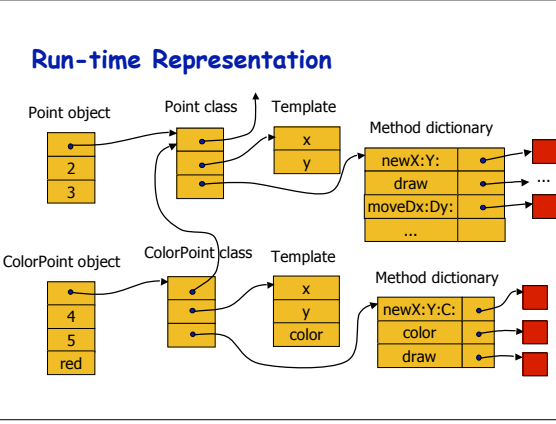 Run-time Representation
Point object
Point class
Template
Method dictionary
2
3
x
y
newX:Y:
draw
moveDx:Dy:
...
...
ColorPoint object
ColorPoint class
Template
Method dictionary
4
5
red
x
y
color
newX:Y:C:
color
draw